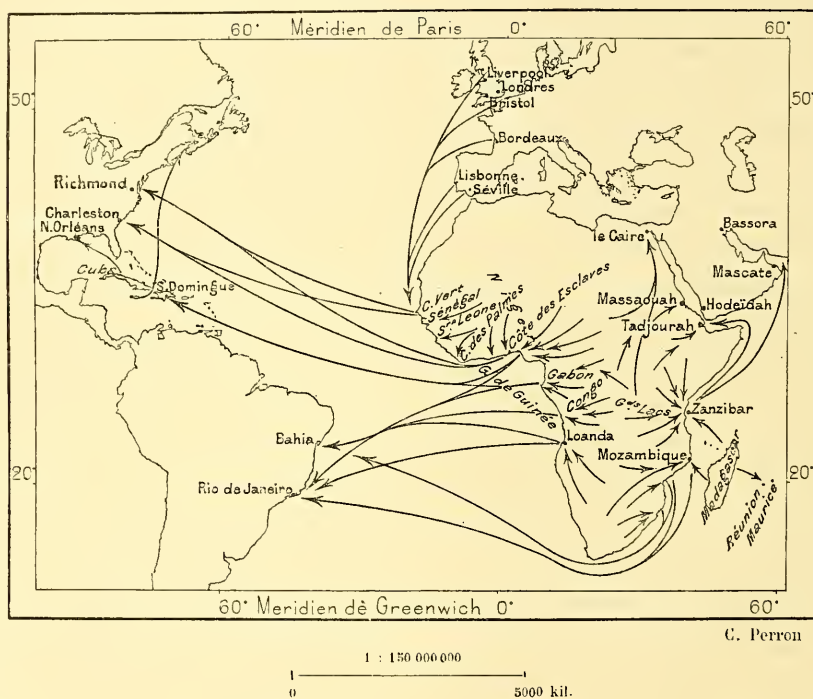 60° Méridien de Paris 0° 60°
50° 50°
Liverpool
Londres
Bristol
Bordeaux
Lisbonne
Séville
Richmond
Charleston
N. Orléans
Cuba
S. Domingue
le Caire
Bassora
Mascate
Massaouah
Hodeïdah
Tadjourah
C. Vert
Sénégal
Sra Leone
C. des Palmes
Côte des Esclaves
G. de Guinée
Gabon
Congo
Gds Lacs
Zanzibar
Bahia
Loanda
Mozambique
Madagascar
20° 20°
Rio de Janeiro
Réunion
Maurice
60° Meridien dè Greenwich 0° 60°
C. Perron
1 : 150 000 000
0 5000 kil.